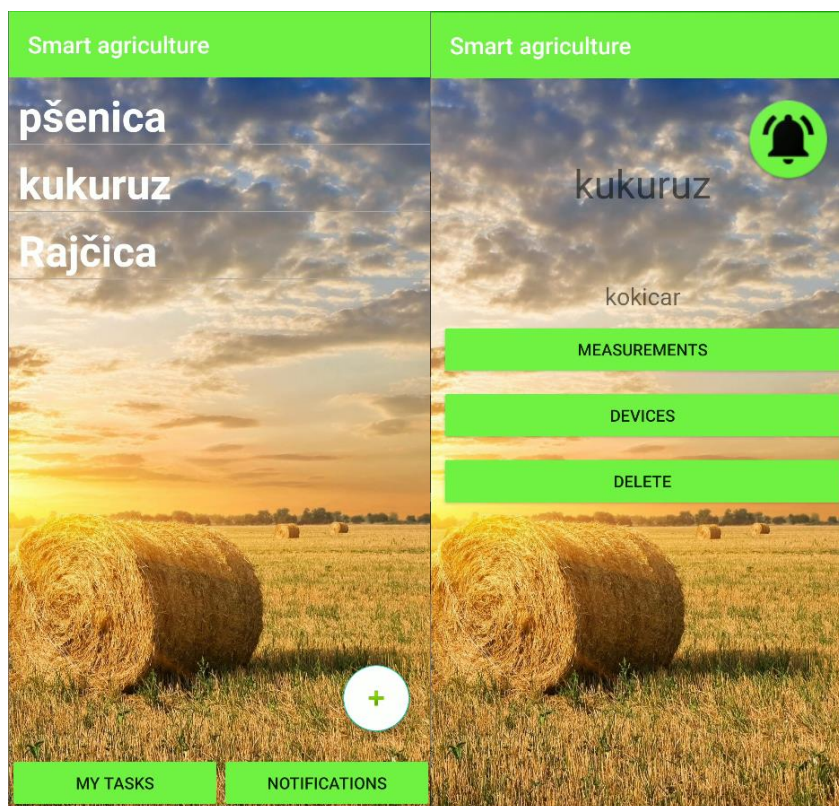 Smart agriculture
pšenica
kukuruz
Rajčica
MY TASKS
NOTIFICATIONS
Smart agriculture
kukuruz
kokicar
MEASUREMENTS
DEVICES
DELETE